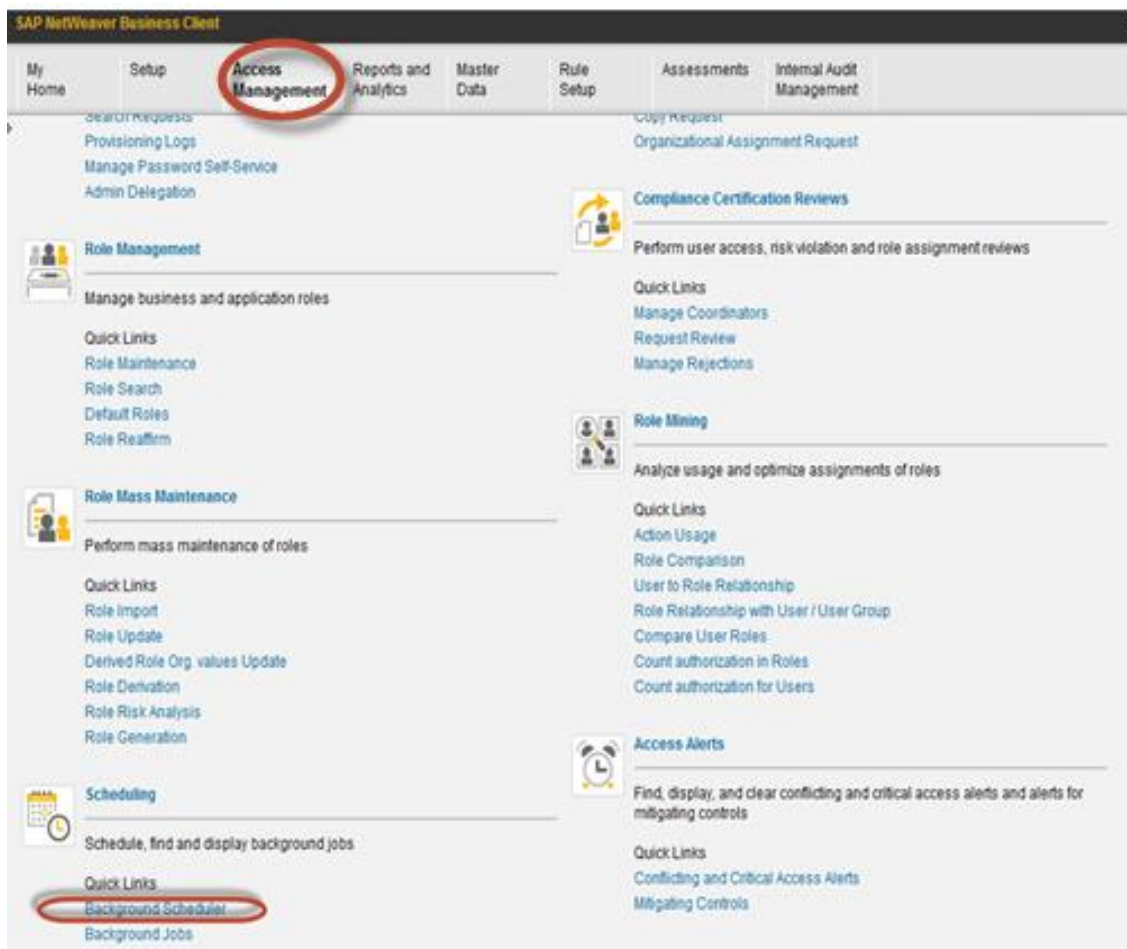 SAP NetWeaver Business Client
My Home
Setup
Access Management
Reports and Analytics
Master Data
Rule Setup
Assessments
Internal Audit Management
Search Requests
Provisioning Logs
Manage Password Self-Service
Admin Delegation
Role Management
Manage business and application roles
Quick Links
Role Maintenance
Role Search
Default Roles
Role Reaffirm
Role Mass Maintenance
Perform mass maintenance of roles
Quick Links
Role Import
Role Update
Derived Role Org. values Update
Role Derivation
Role Risk Analysis
Role Generation
Scheduling
Schedule, find and display background jobs
Quick Links
Background Scheduler
Background Jobs
Copy Request
Organizational Assignment Request
Compliance Certification Reviews
Perform user access, risk violation and role assignment reviews
Quick Links
Manage Coordinators
Request Review
Manage Rejections
Role Mining
Analyze usage and optimize assignments of roles
Quick Links
Action Usage
Role Comparison
User to Role Relationship
Role Relationship with User / User Group
Compare User Roles
Count authorization in Roles
Count authorization for Users
Access Alerts
Find, display, and clear conflicting and critical access alerts and alerts for
mitigating controls
Quick Links
Conflicting and Critical Access Alerts
Mitigating Controls